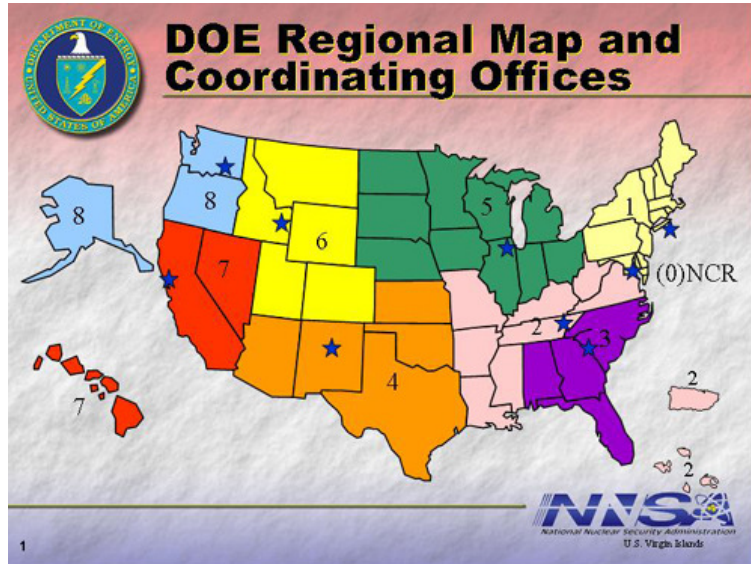 DOE Regional Map and
Coordinating Offices
DEPARTMENT OF ENERGY
UNITED STATES OF AMERICA
8
8
6
7
5
1
(0)NCR
2
3
4
7
2
2
NNSA
National Nuclear Security Administration
U.S. Virgin Islands
1